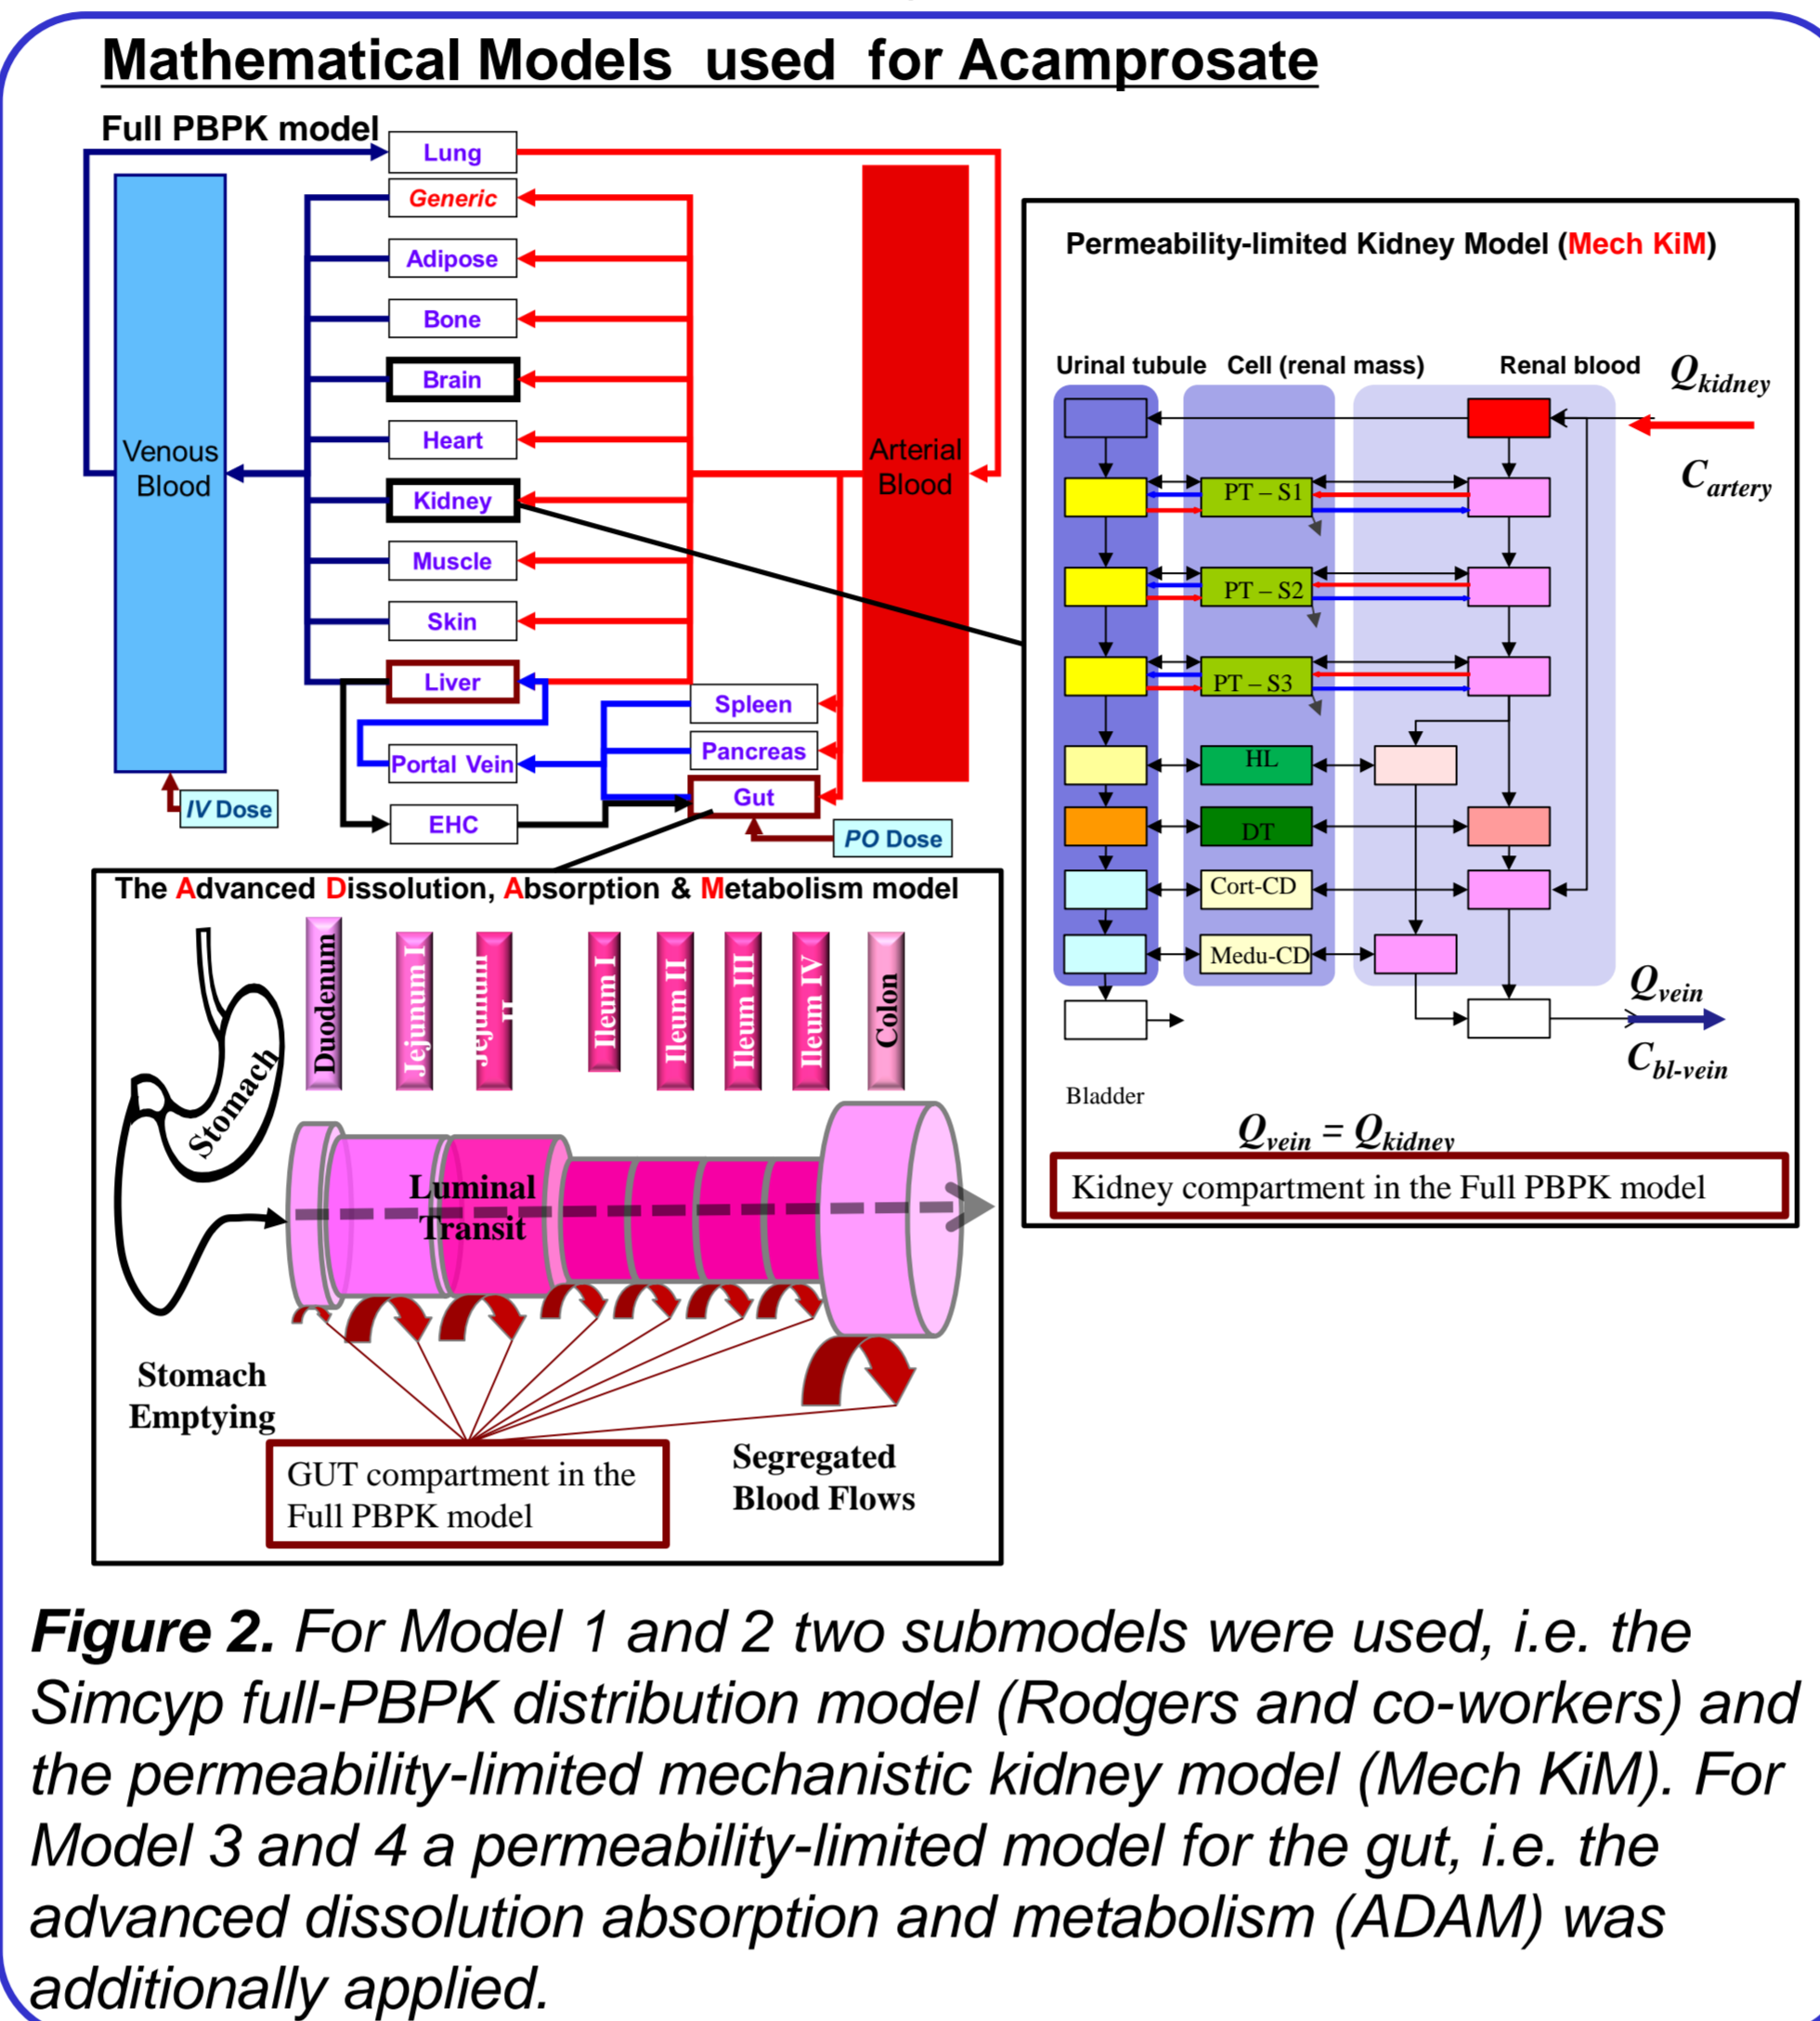 Mathematical Models used for Acamprosate
Full PBPK model
Lung
Generic
Adipose
Bone
Brain
Heart
Kidney
Muscle
Skin
Liver
Portal Vein
EHC
Venous
Blood
IV Dose
Arterial
Blood
Spleen
Pancreas
Gut
PO Dose
Permeability-limited Kidney Model (Mech KiM)
Urinal tubule Cell (renal mass) Renal blood
Qkidney
Cartery
PT – S1
PT – S2
PT – S3
HL
DT
Cort-CD
Medu-CD
Qvein
Cbl-vein
Bladder
Qvein = Qkidney
Kidney compartment in the Full PBPK model
The Advanced Dissolution, Absorption & Metabolism model
Stomach
Duodenum
Jejunum I
Jejunum
II
Ileum I
Ileum II
Ileum III
Ileum IV
Colon
Luminal
Transit
Stomach
Emptying
GUT compartment in the
Full PBPK model
Segregated
Blood Flows
Figure 2. For Model 1 and 2 two submodels were used, i.e. the
Simcyp full-PBPK distribution model (Rodgers and co-workers) and
the permeability-limited mechanistic kidney model (Mech KiM). For
Model 3 and 4 a permeability-limited model for the gut, i.e. the
advanced dissolution absorption and metabolism (ADAM) was
additionally applied.